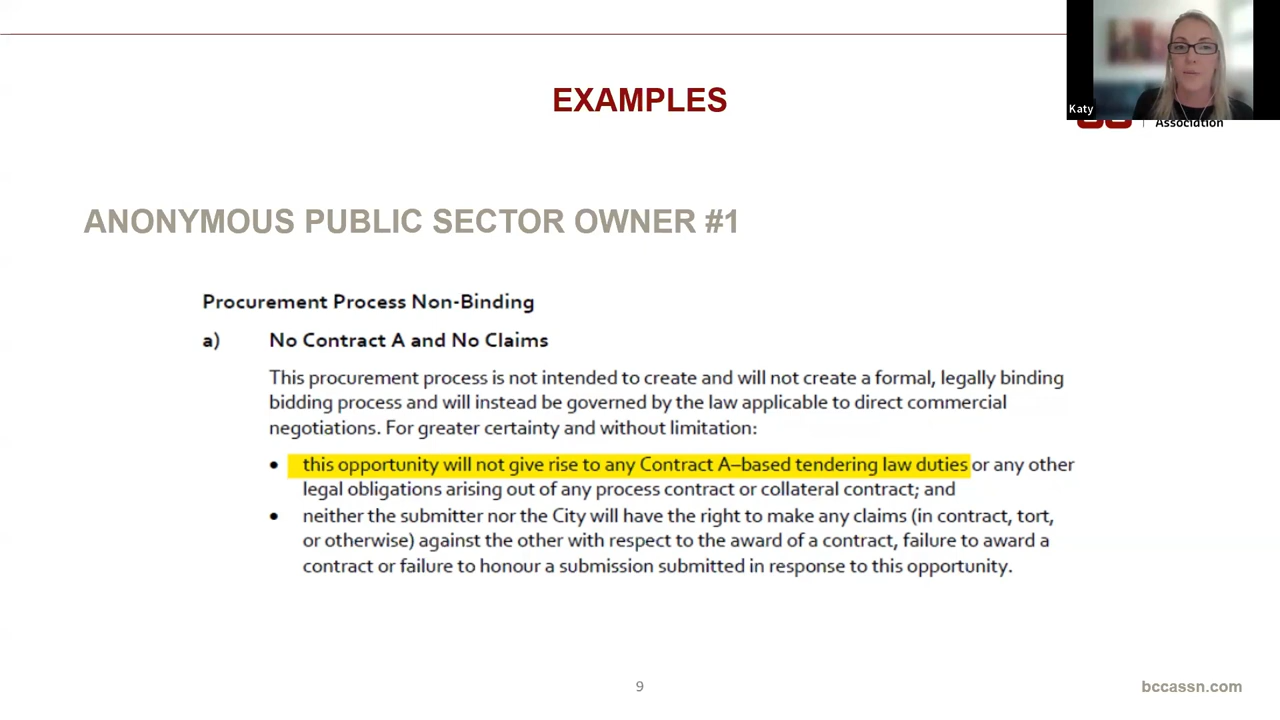 EXAMPLES
Katy
Association
ANONYMOUS PUBLIC SECTOR OWNER #1
Procurement Process Non-Binding
a) No Contract A and No Claims
This procurement process is not intended to create and will not create a formal, legally binding
bidding process and will instead be governed by the law applicable to direct commercial
negotiations. For greater certainty and without limitation:
• this opportunity will not give rise to any Contract A–based tendering law duties or any other
legal obligations arising out of any process contract or collateral contract; and
• neither the submitter nor the City will have the right to make any claims (in contract, tort,
or otherwise) against the other with respect to the award of a contract, failure to award a
contract or failure to honour a submission submitted in response to this opportunity.
9
bccassn.com